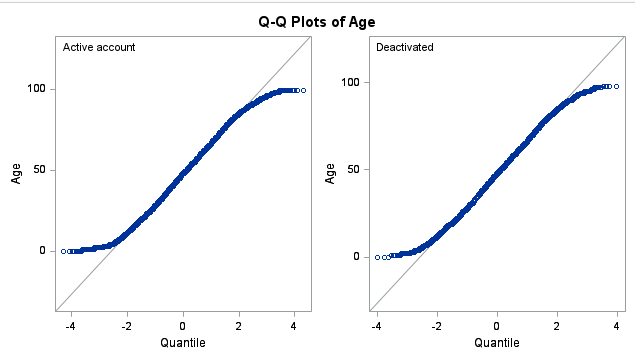 Q-Q Plots of Age
Active account
Deactivated
100
50
0
Age
-4 -2 0 2 4
Quantile
100
50
0
Age
-4 -2 0 2 4
Quantile